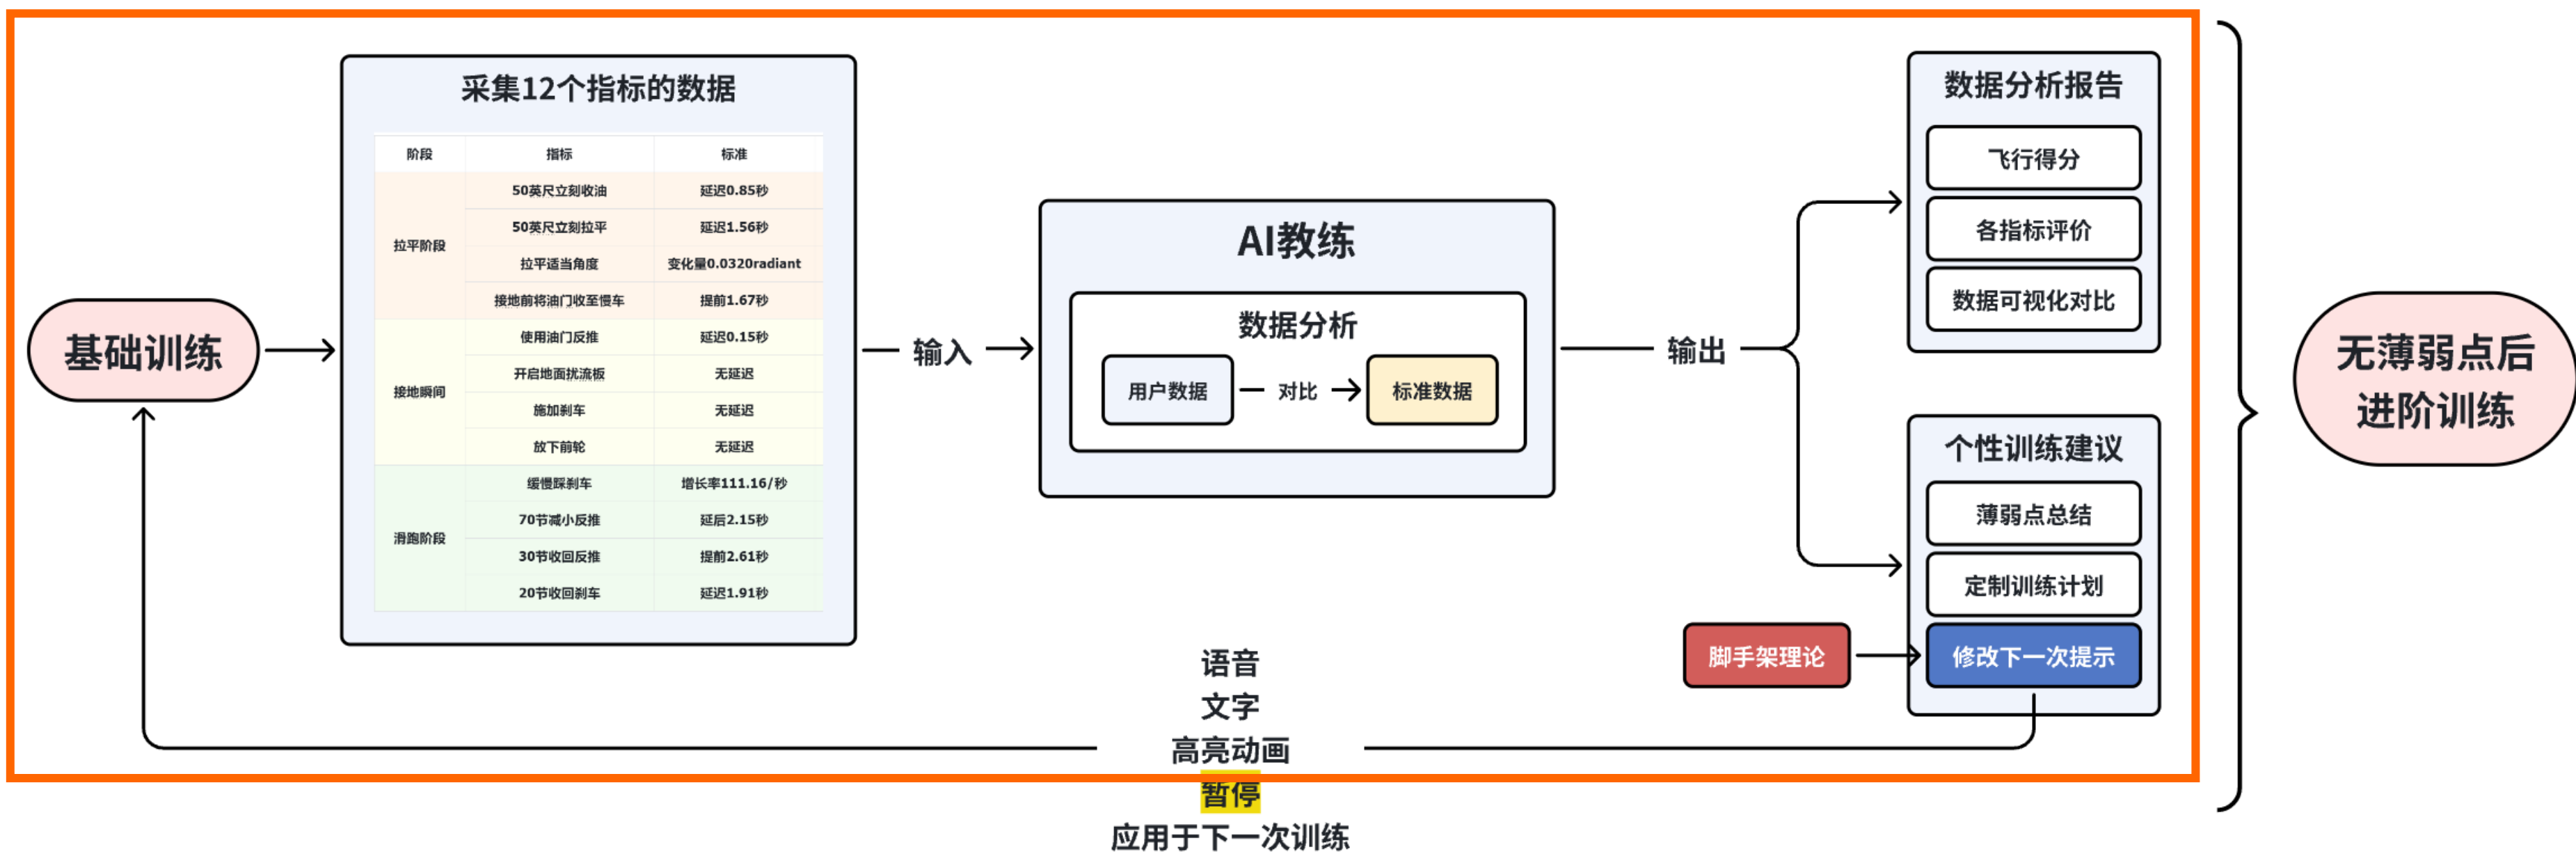 基础训练
采集12个指标的数据
阶段 指标 标准
拉平阶段
50英尺立刻收油 延迟0.85秒
50英尺立刻拉平 延迟1.56秒
拉平适当角度 变化量0.0320radiant
接地前将油门收至慢车 提前1.67秒
接地瞬间
使用油门反推 延迟0.15秒
开启地面扰流板 无延迟
施加刹车 无延迟
放下前轮 无延迟
滑跑阶段
缓慢踩刹车 增长率111.16/秒
70节减小反推 延后2.15秒
30节收回反推 提前2.61秒
20节收回刹车 延迟1.91秒
输入
AI教练
数据分析
用户数据 对比 标准数据
输出
数据分析报告
飞行得分
各指标评价
数据可视化对比
个性训练建议
薄弱点总结
定制训练计划
脚手架理论 修改下一次提示
语音
文字
高亮动画
暂停
应用于下一次训练
无薄弱点后
进阶训练